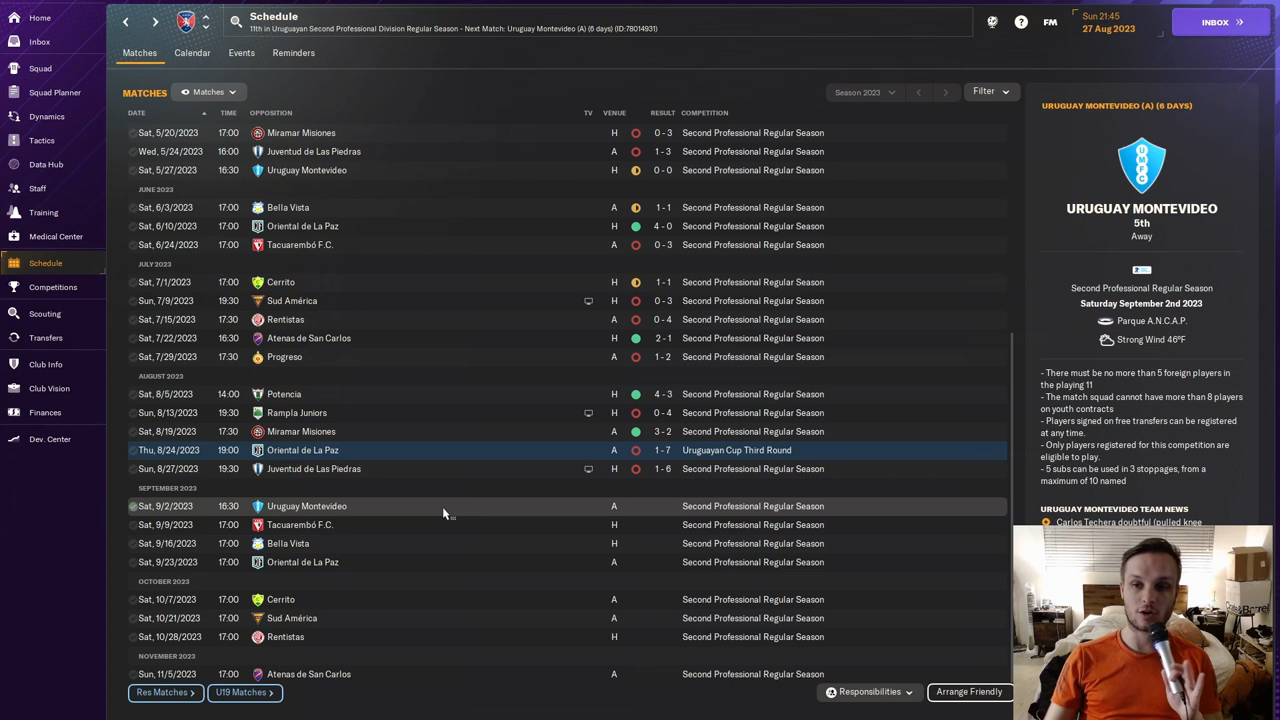 Home
Inbox
Squad
Squad Planner
Dynamics
Tactics
Data Hub
Staff
Training
Medical Center
Schedule
Competitions
Scouting
Transfers
Club Info
Club Vision
Finances
Dev. Center
Schedule
11th in Uruguayan Second Professional Division Regular Season - Next Match: Uruguay Montevideo (A) (6 days) (ID:78014931)
FM
Sun 21:45
27 Aug 2023
INBOX
Matches Calendar Events Reminders
MATCHES Matches Season 2023 Filter
DATE TIME OPPOSITION TV VENUE RESULT COMPETITION
Sat, 5/20/2023 17:00 Miramar Misiones H 0 - 3 Second Professional Regular Season
Wed, 5/24/2023 16:00 Juventud de Las Piedras A 1 - 3 Second Professional Regular Season
Sat, 5/27/2023 16:30 Uruguay Montevideo H 0 - 0 Second Professional Regular Season
JUNE 2023
Sat, 6/3/2023 17:00 Bella Vista A 1 - 1 Second Professional Regular Season
Sat, 6/10/2023 17:00 Oriental de La Paz H 4 - 0 Second Professional Regular Season
Sat, 6/24/2023 17:00 Tacuarembó F.C. A 0 - 3 Second Professional Regular Season
JULY 2023
Sat, 7/1/2023 17:00 Cerrito H 1 - 1 Second Professional Regular Season
Sun, 7/9/2023 19:30 Sud América H 0 - 3 Second Professional Regular Season
Sat, 7/15/2023 17:30 Rentistas A 0 - 4 Second Professional Regular Season
Sat, 7/22/2023 16:30 Atenas de San Carlos H 2 - 1 Second Professional Regular Season
Sat, 7/29/2023 17:30 Progreso A 1 - 2 Second Professional Regular Season
AUGUST 2023
Sat, 8/5/2023 14:00 Potencia H 4 - 3 Second Professional Regular Season
Sun, 8/13/2023 19:30 Rampla Juniors H 0 - 4 Second Professional Regular Season
Sat, 8/19/2023 17:30 Miramar Misiones A 3 - 2 Second Professional Regular Season
Thu, 8/24/2023 19:00 Oriental de La Paz A 1 - 7 Uruguayan Cup Third Round
Sun, 8/27/2023 19:30 Juventud de Las Piedras H 1 - 6 Second Professional Regular Season
SEPTEMBER 2023
Sat, 9/2/2023 16:30 Uruguay Montevideo A Second Professional Regular Season
Sat, 9/9/2023 17:00 Tacuarembó F.C. H Second Professional Regular Season
Sat, 9/16/2023 17:00 Bella Vista H Second Professional Regular Season
Sat, 9/23/2023 17:00 Oriental de La Paz A Second Professional Regular Season
OCTOBER 2023
Sat, 10/7/2023 17:00 Cerrito A Second Professional Regular Season
Sat, 10/21/2023 17:00 Sud América A Second Professional Regular Season
Sat, 10/28/2023 17:00 Rentistas H Second Professional Regular Season
NOVEMBER 2023
Sun, 11/5/2023 17:00 Atenas de San Carlos A Second Professional Regular Season
Res Matches U19 Matches Responsibilities Arrange Friendly
URUGUAY MONTEVIDEO (A) (6 DAYS)
UMFC
URUGUAY MONTEVIDEO
5th
Away
Second Professional Regular Season
Saturday September 2nd 2023
Parque A.N.C.A.P.
Strong Wind 46°F
- There must be no more than 5 foreign players in
the playing 11
- The match squad cannot have more than 8 players
on youth contracts
- Players signed on free transfers can be registered
at any time.
- Only players registered for this competition are
eligible to play.
- 5 subs can be used in 3 stoppages, from a
maximum of 10 named
URUGUAY MONTEVIDEO TEAM NEWS
Carlos Techera doubtful (pulled knee